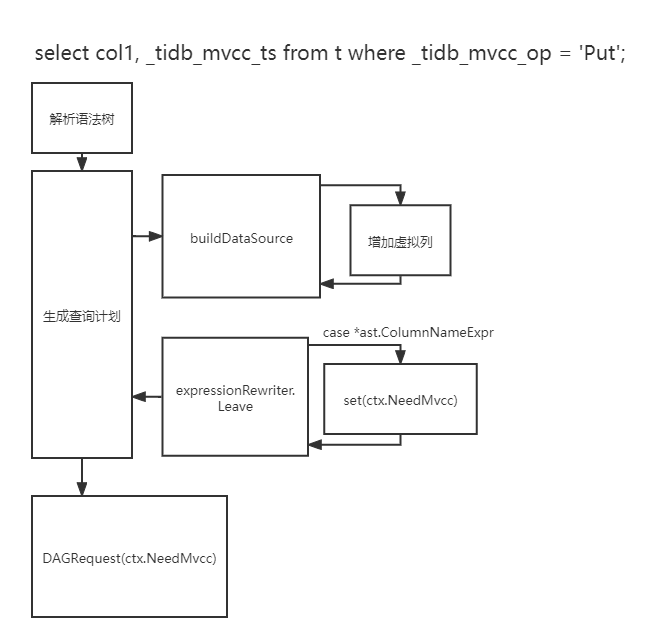 select col1, _tidb_mvcc_ts from t where _tidb_mvcc_op = 'Put';
解析语法树
buildDataSource
增加虚拟列
生成查询计划
case *ast.ColumnNameExpr
expressionRewriter.
Leave
set(ctx.NeedMvcc)
DAGRequest(ctx.NeedMvcc)